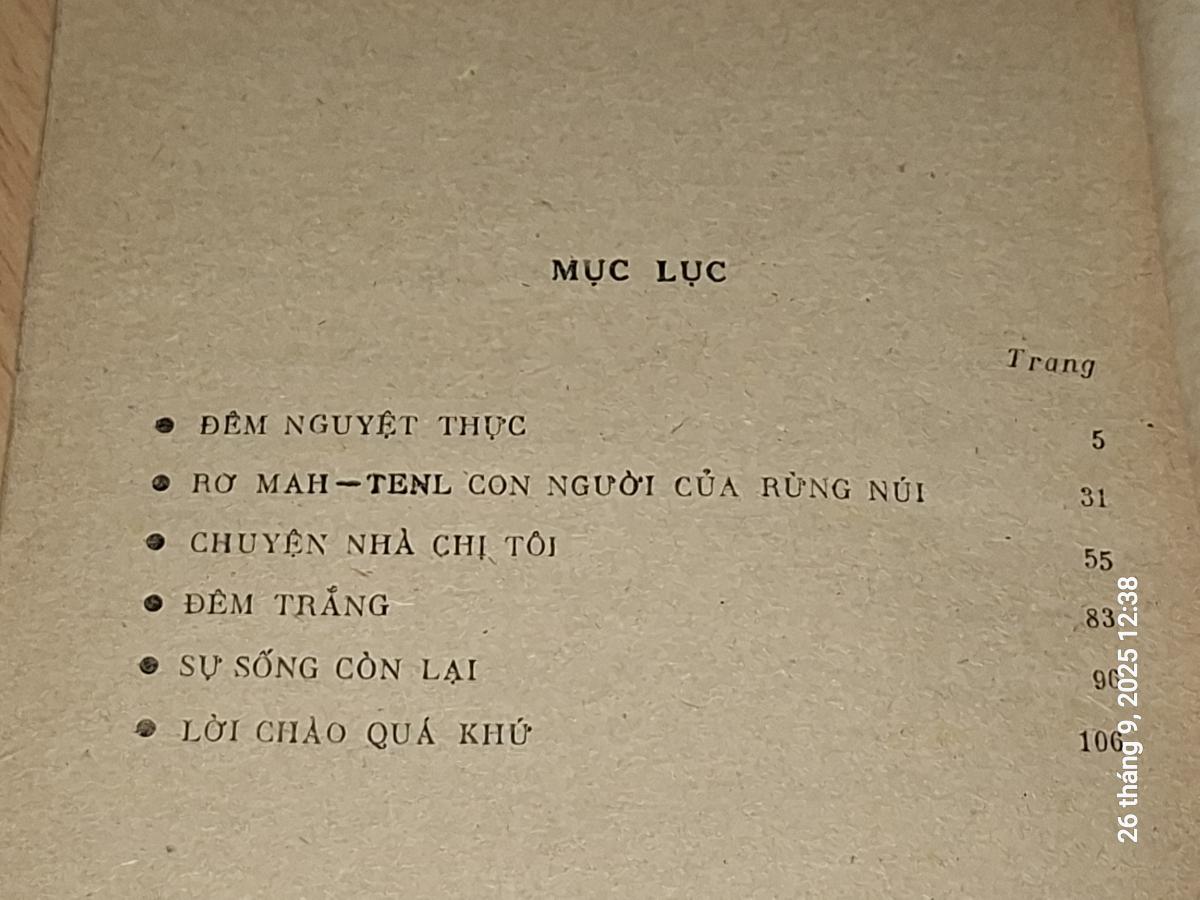 MỤC LỤC
Trang
● ĐÊM NGUYỆT THỰC 5
● RƠ MAH—TENL CON NGƯỜI CỦA RỪNG NÚI 31
● CHUYỆN NHÀ CHỊ TÔI 55
● ĐÊM TRẮNG 83
● SỰ SỐNG CÒN LẠI
● LỜI CHÀO QUÁ KHỨ 106
26 tháng 9, 2025 12:38